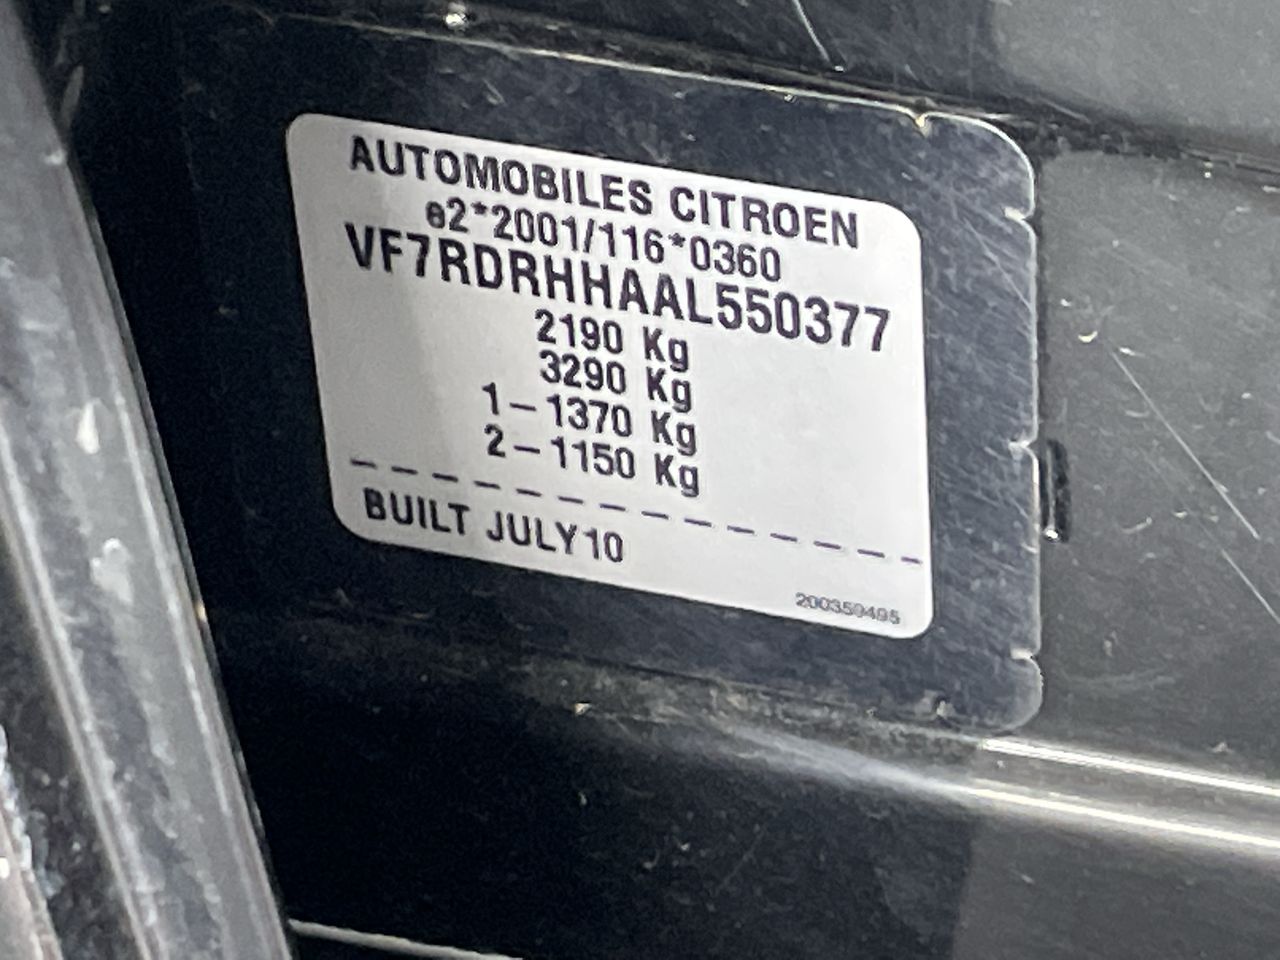 AUTOMOBILES CITROEN
e2*2001/116*0360
VF7RDRHHAAL550377
2190 Kg
3290 Kg
1-1370 Kg
2-1150 Kg
BUILT JULY10
200359495